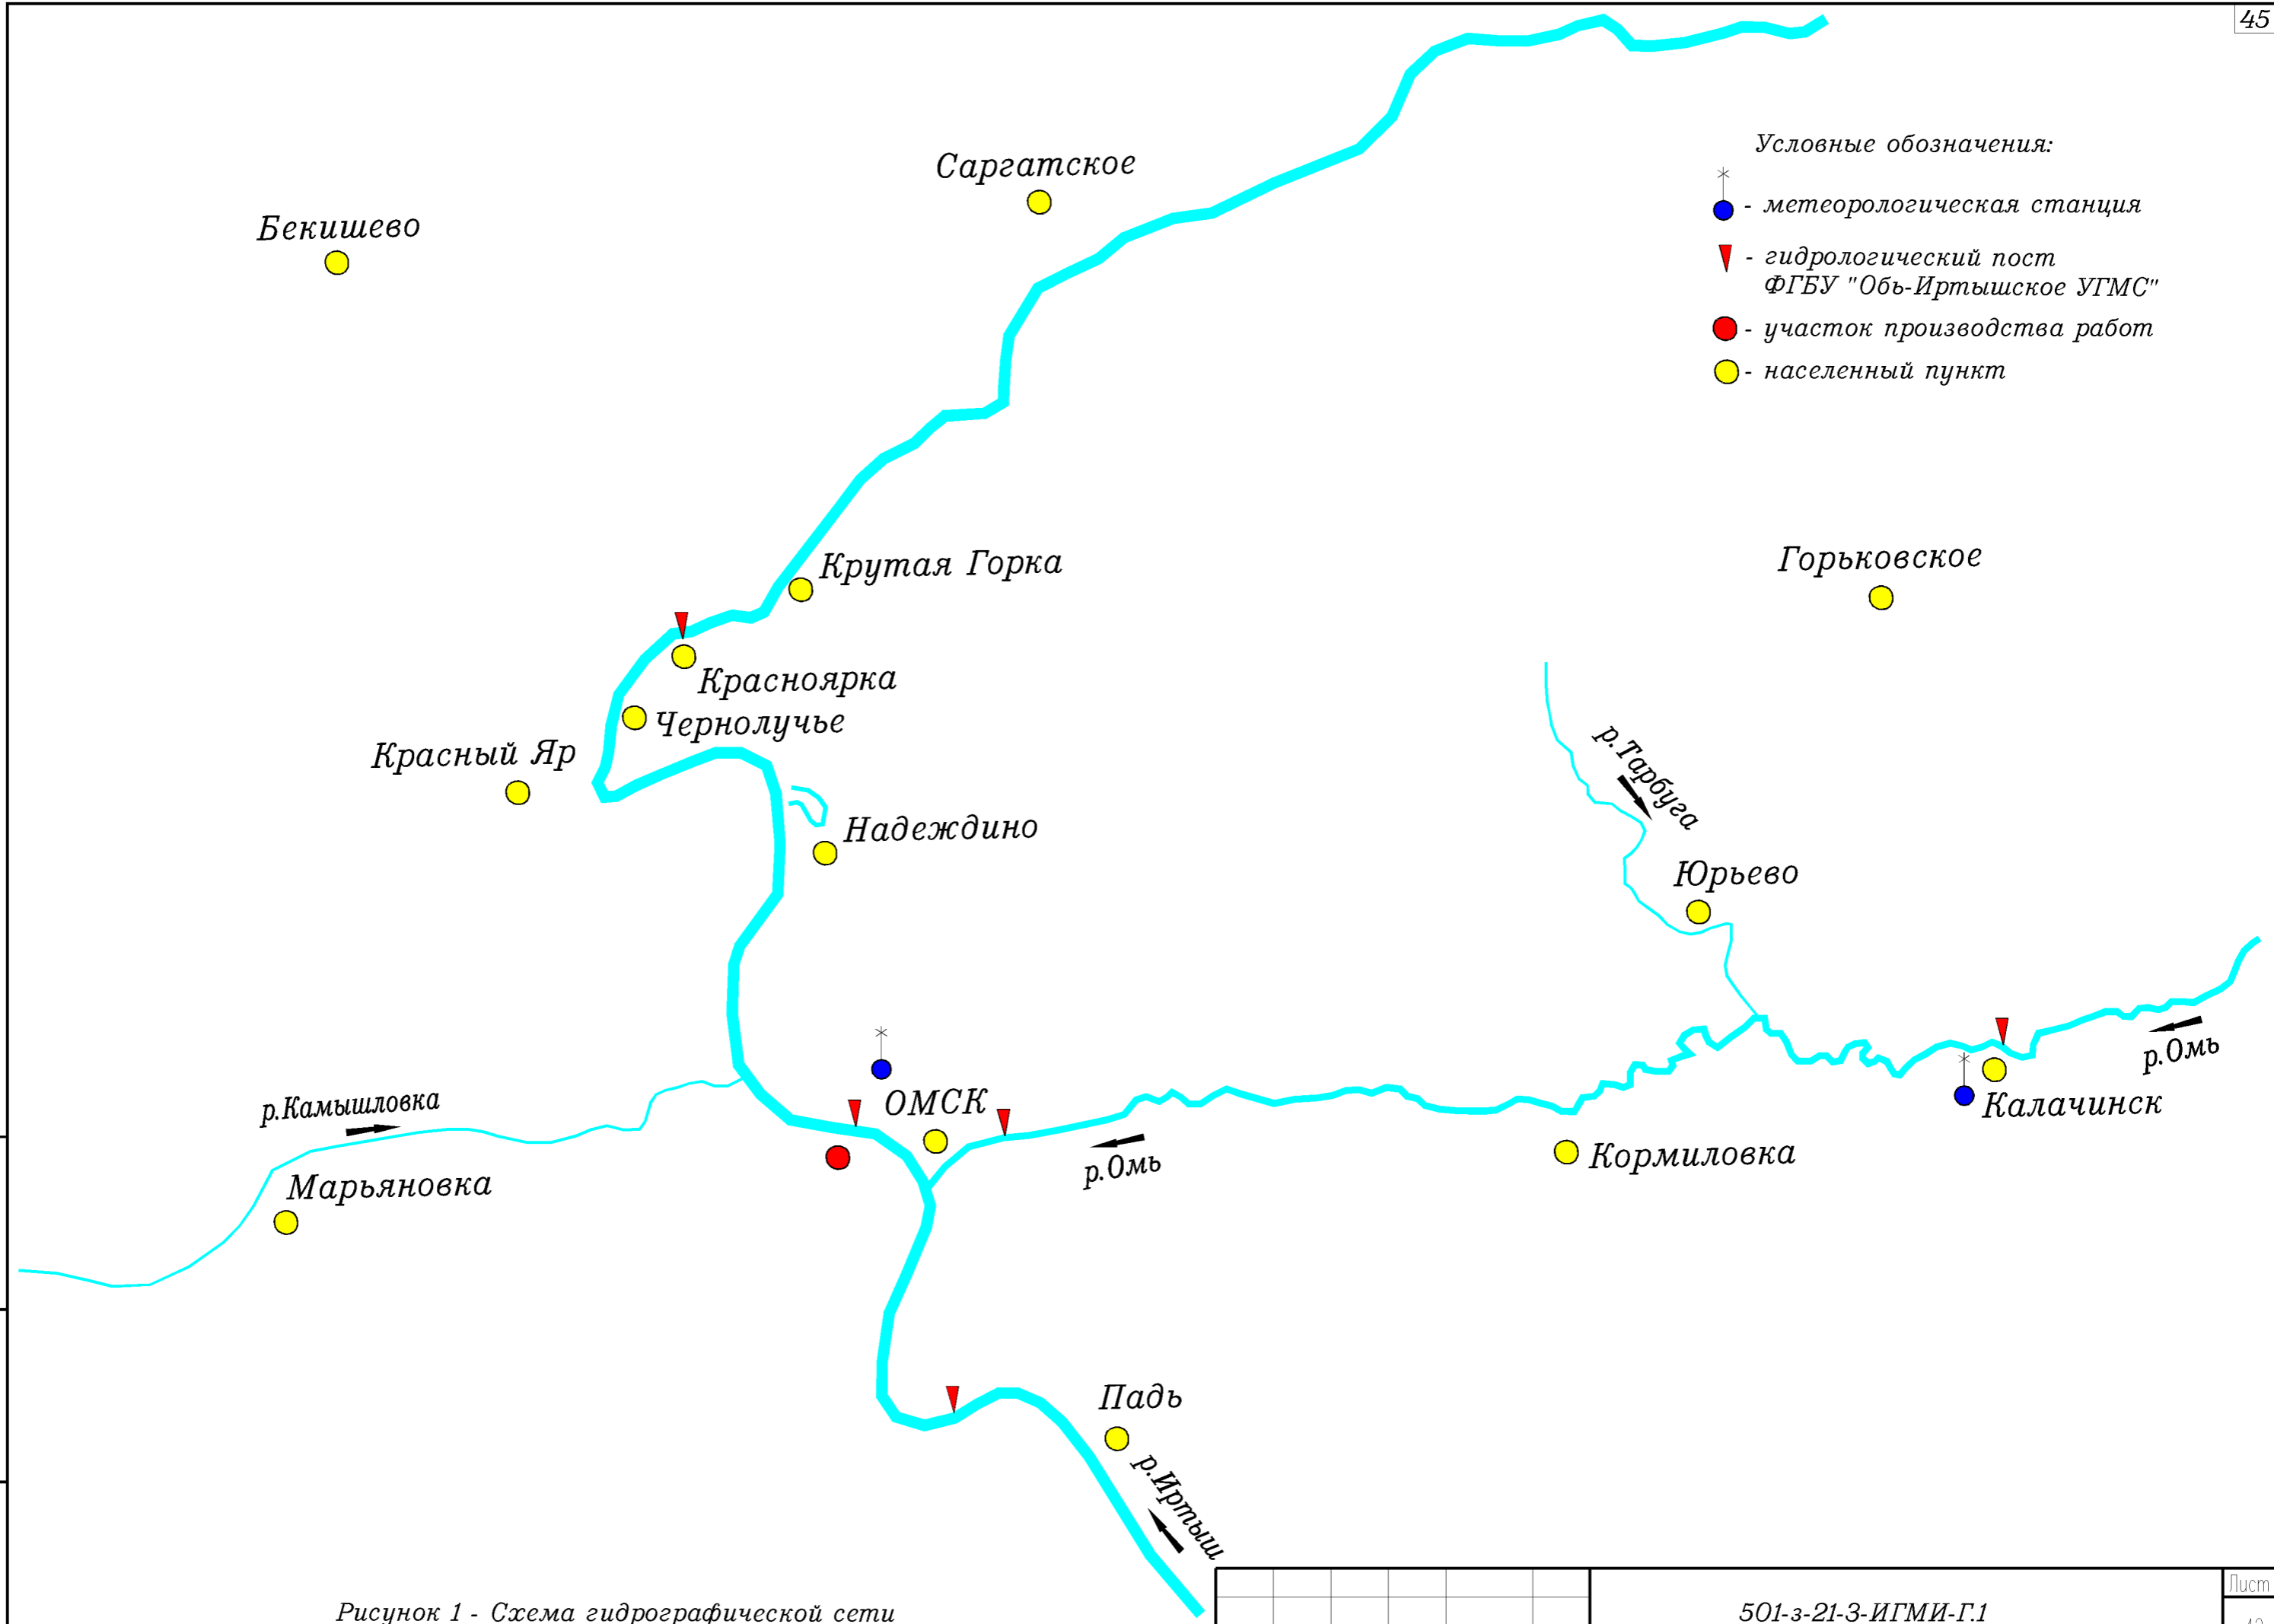 45
Условные обозначения:
- метеорологическая станция
- гидрологический пост
ФГБУ "Обь-Иртышское УГМС"
- участок производства работ
- населенный пункт
Саргатское
Бекишево
Крутая Горка
Горьковское
Красноярка
Чернолучье
Красный Яр
р.Тарбуга
Надеждино
Юрьево
р.Омь
р.Камышловка
ОМСК
Калачинск
р.Омь
Кормиловка
Марьяновка
Падь
р.Иртыш
Рисунок 1 - Схема гидрографической сети
501-з-21-3-ИГМИ-Г.1
Лист